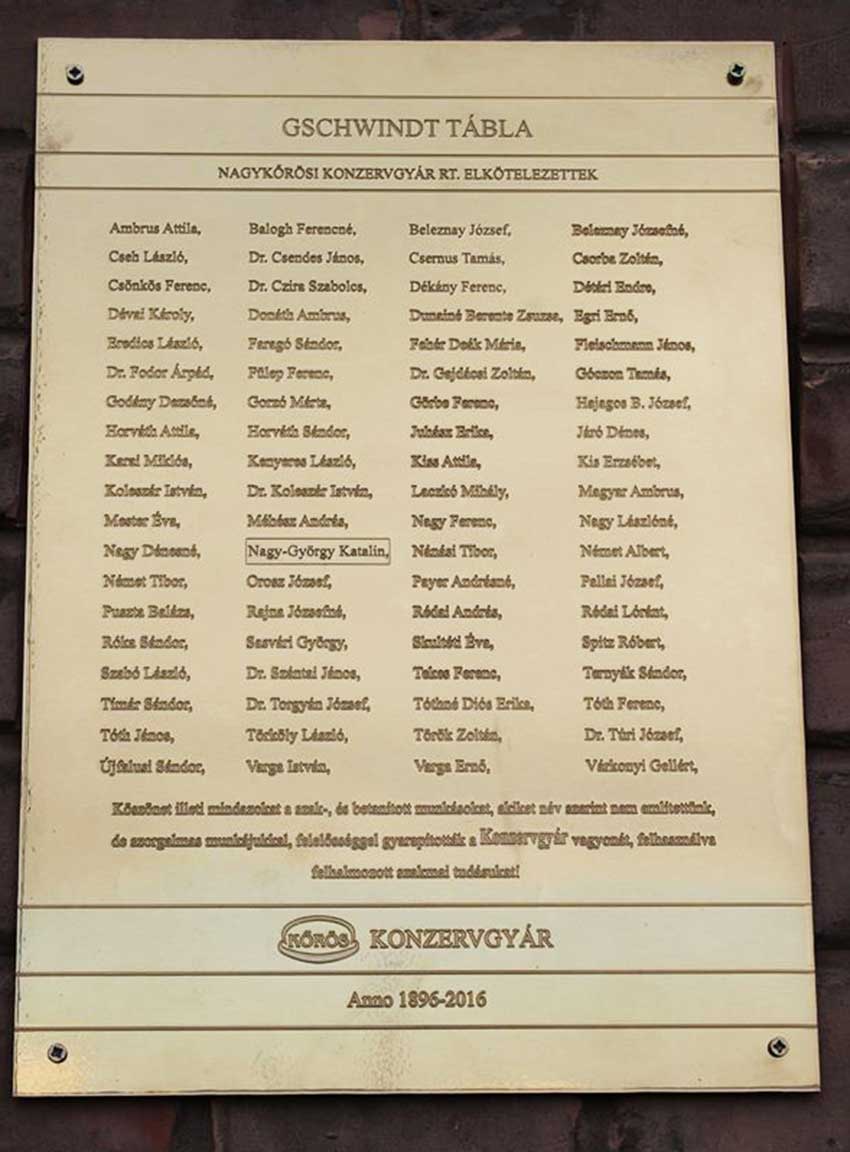 GSCHWINDT TÁBLA
NAGYKŐRÖSI KONZERVGYÁR RT. ELKÖTELEZETTEK
Ambrus Attila, Balogh Ferencné, Beleznay József, Beleznay Józsefné,
Cseh László, Dr. Csendes János, Csernus Tamás, Csorba Zoltán,
Csönkös Ferenc, Dr. Czira Szabolcs, Dékány Ferenc, Détári Endre,
Dévai Károly, Donáth Ambrus, Dunainé Berente Zsuzsa, Egri Ernő,
Eredics László, Faragó Sándor, Fehér Deák Mária, Fleischmann János,
Dr. Fodor Árpád, Fülep Ferenc, Dr. Gajdácsi Zoltán, Góczon Tamás,
Godány Dezsőné, Gorzó Márta, Görbe Ferenc, Hajagos B. József,
Horváth Attila, Horváth Sándor, Juhász Erika, Járó Dénes,
Karai Miklós, Kenyeres László, Kiss Attila, Kis Erzsébet,
Koleszár István, Dr. Koleszár István, Laczkó Mihály, Magyar Ambrus,
Mester Éva, Méhész András, Nagy Ferenc, Nagy Lászlóné,
Nagy Dénesné, Nagy-György Katalin, Nánási Tibor, Német Albert,
Német Tibor, Orosz József, Payer Andrásné, Pallai József,
Puszta Balázs, Rajna Józsefné, Rédai András, Rédai Lóránt,
Róka Sándor, Sasvári György, Skultéti Éva, Spitz Róbert,
Szabó László, Dr. Szántai János, Takes Ferenc, Ternyák Sándor,
Tímár Sándor, Dr. Torgyán József, Tóthné Diós Erika, Tóth Ferenc,
Tóth János, Törköly László, Török Zoltán, Dr. Túri József,
Újfalusi Sándor, Varga István, Varga Ernő, Várkonyi Gellért,
Köszönet illeti mindazokat a szak-, és betanított munkásokat, akiket név szerint nem említettünk,
de szorgalmas munkájukkal, felelősséggel gyarapították a Konzervgyár vagyonát, felhasználva
felhalmozott szakmai tudásukat!
KŐRÖS KONZERVGYÁR
Anno 1896-2016